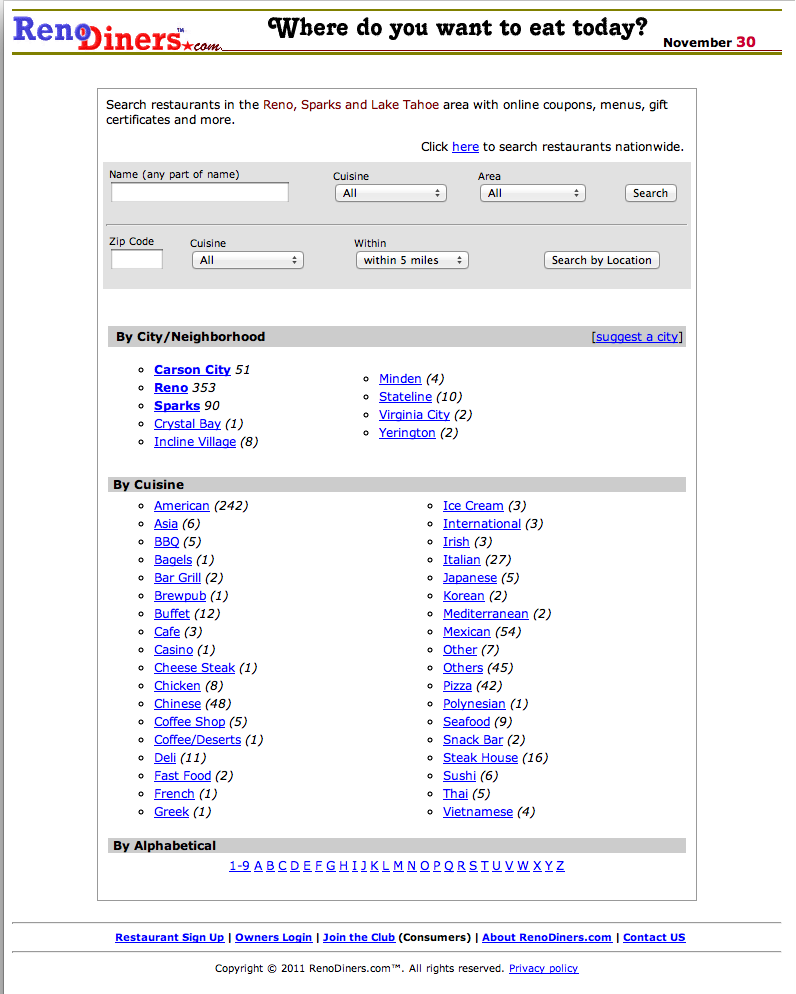 RenoDiners.com™ Where do you want to eat today? November 30
Search restaurants in the Reno, Sparks and Lake Tahoe area with online coupons, menus, gift
certificates and more.
Click here to search restaurants nationwide.
Name (any part of name) Cuisine Area
All All Search
Zip Code Cuisine Within
All within 5 miles Search by Location
By City/Neighborhood [suggest a city]
Carson City 51
Reno 353
Sparks 90
Crystal Bay (1)
Incline Village (8)
Minden (4)
Stateline (10)
Virginia City (2)
Yerington (2)
By Cuisine
American (242)
Asia (6)
BBQ (5)
Bagels (1)
Bar Grill (2)
Brewpub (1)
Buffet (12)
Cafe (3)
Casino (1)
Cheese Steak (1)
Chicken (8)
Chinese (48)
Coffee Shop (5)
Coffee/Deserts (1)
Deli (11)
Fast Food (2)
French (1)
Greek (1)
Ice Cream (3)
International (3)
Irish (3)
Italian (27)
Japanese (5)
Korean (2)
Mediterranean (2)
Mexican (54)
Other (7)
Others (45)
Pizza (42)
Polynesian (1)
Seafood (9)
Snack Bar (2)
Steak House (16)
Sushi (6)
Thai (5)
Vietnamese (4)
By Alphabetical
1-9 A B C D E F G H I J K L M N O P Q R S T U V W X Y Z
Restaurant Sign Up | Owners Login | Join the Club (Consumers) | About RenoDiners.com | Contact US
Copyright © 2011 RenoDiners.com™. All rights reserved. Privacy policy